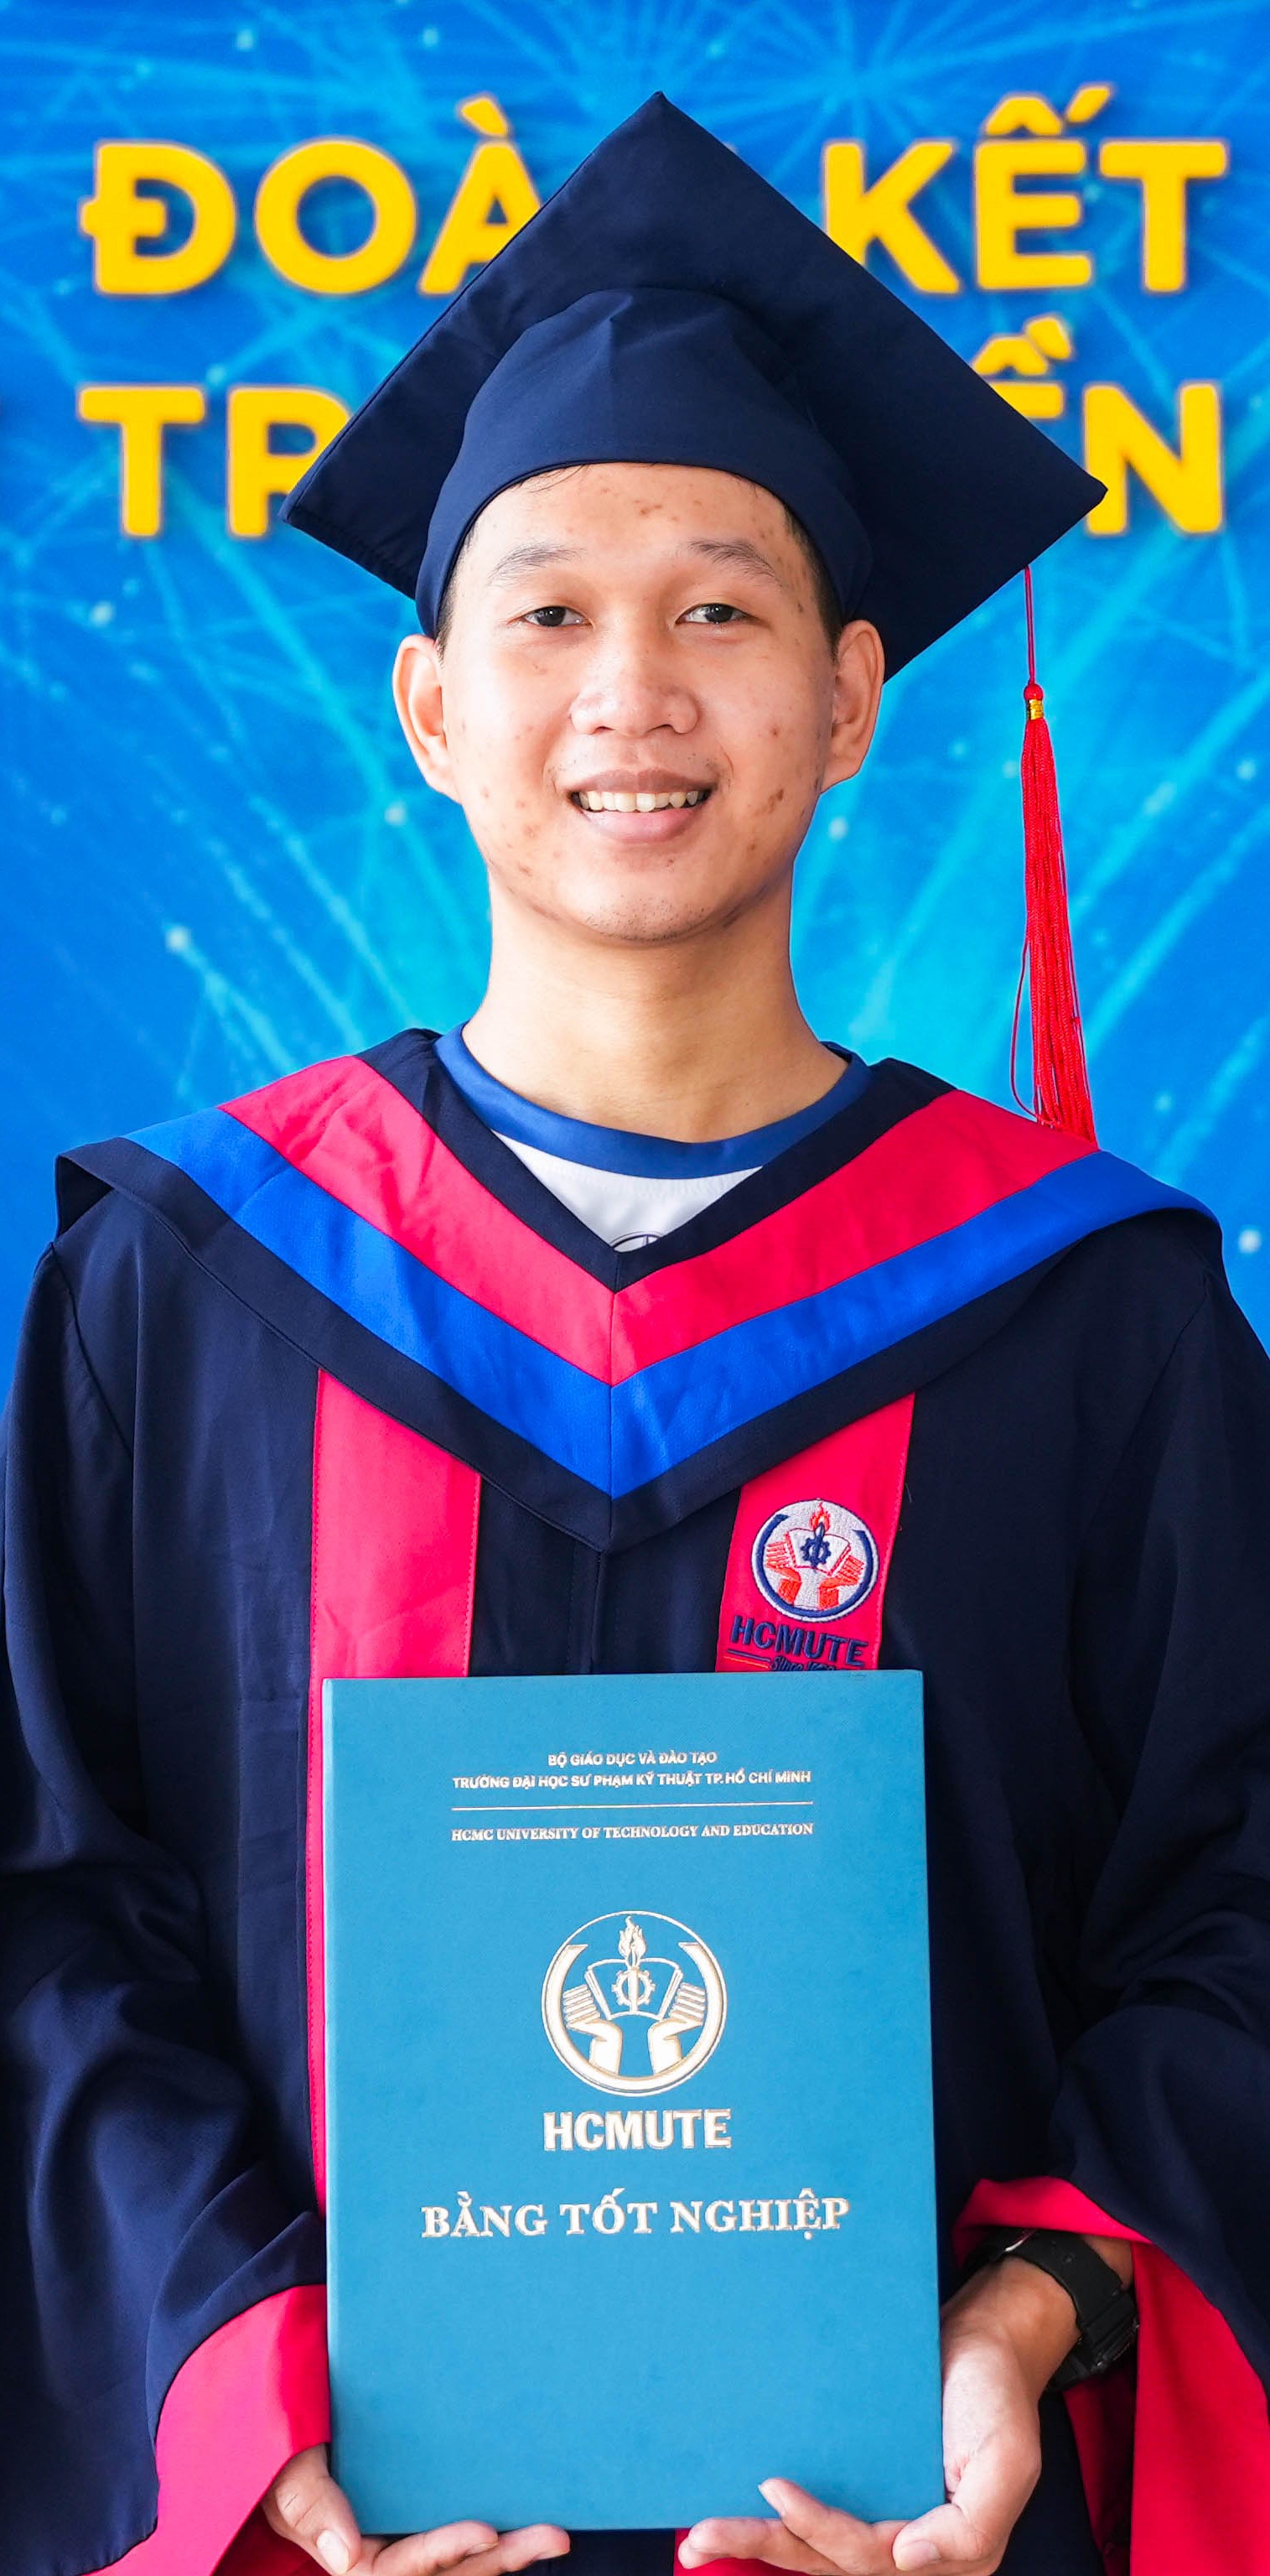 ĐOÀ KẾT
TR ỀN
HCMUTE
BỘ GIÁO DỤC VÀ ĐÀO TẠO
TRƯỜNG ĐẠI HỌC SƯ PHẠM KỸ THUẬT TP. HỒ CHÍ MINH
HCMC UNIVERSITY OF TECHNOLOGY AND EDUCATION
HCMUTE
BẰNG TỐT NGHIỆP